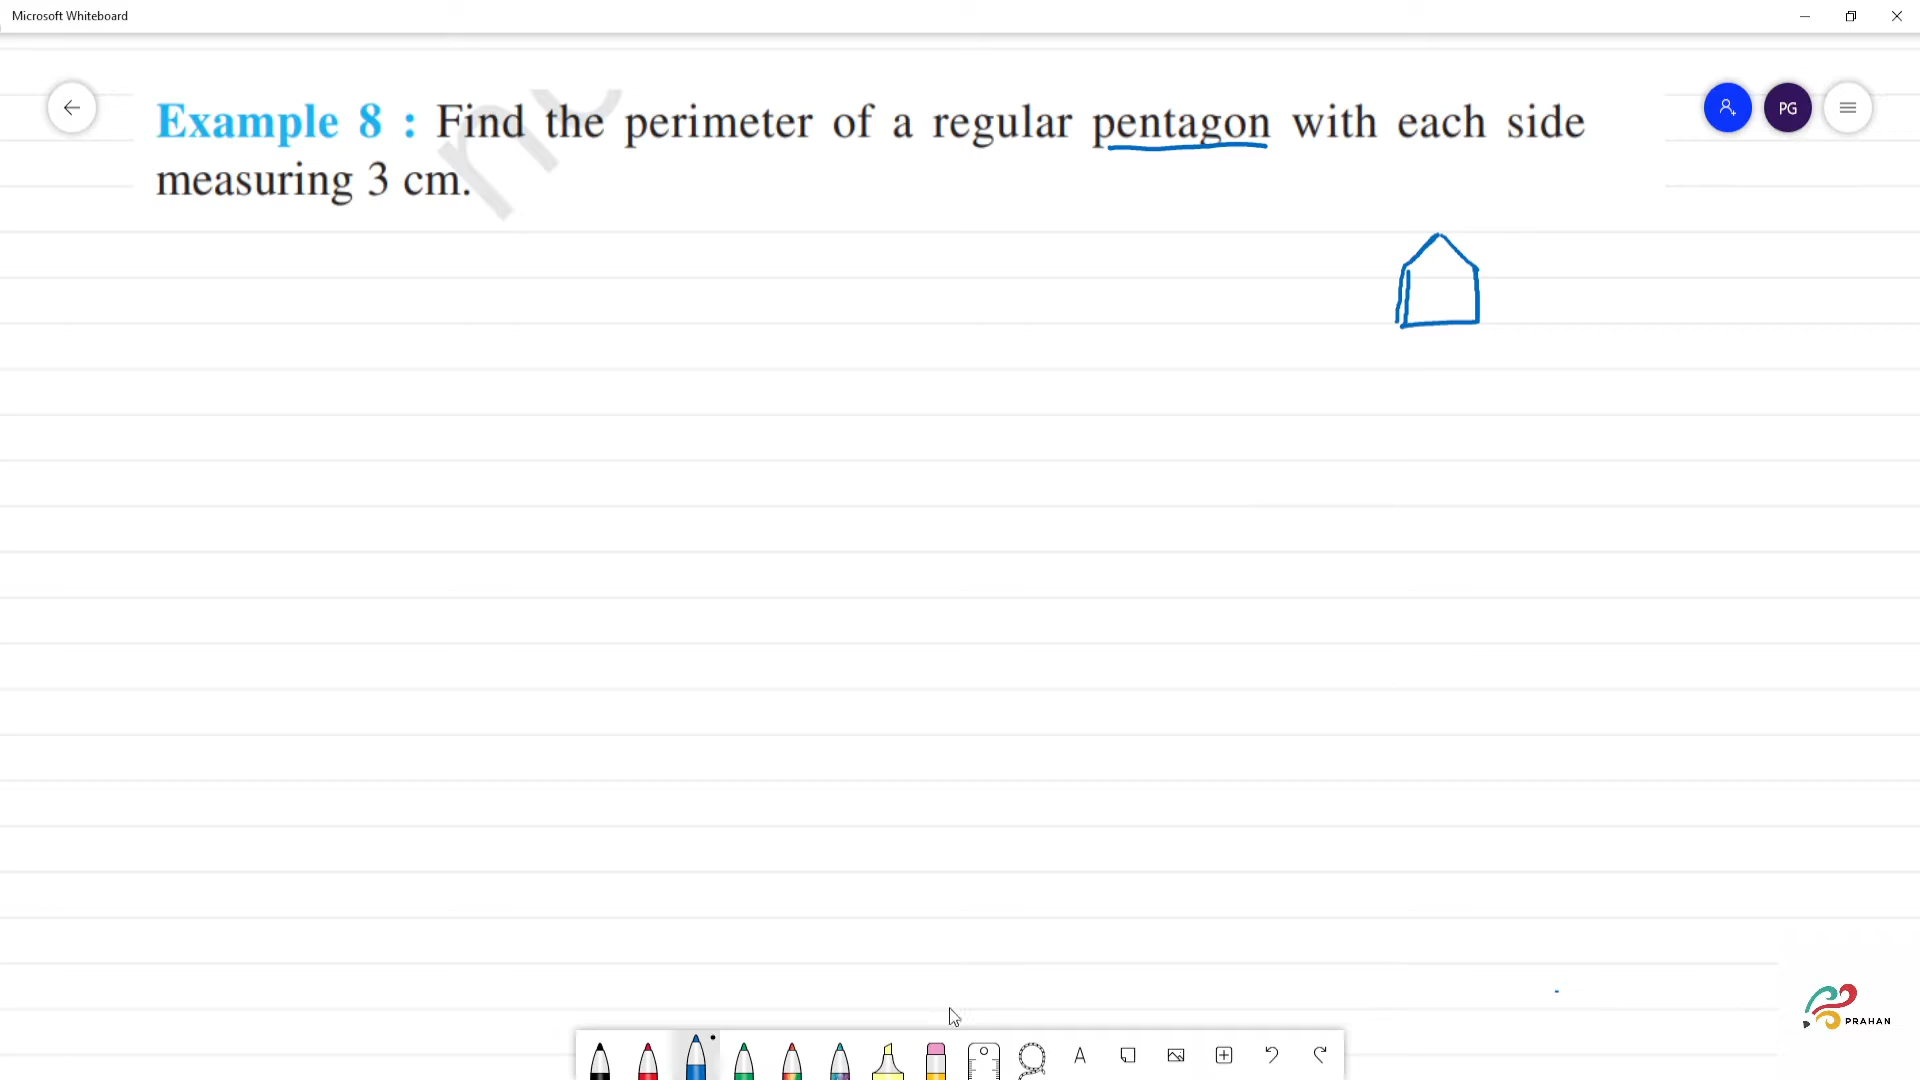 Microsoft Whiteboard
Example 8 : Find the perimeter of a regular pentagon with each side
measuring 3 cm.
PG
A
PRAHAN